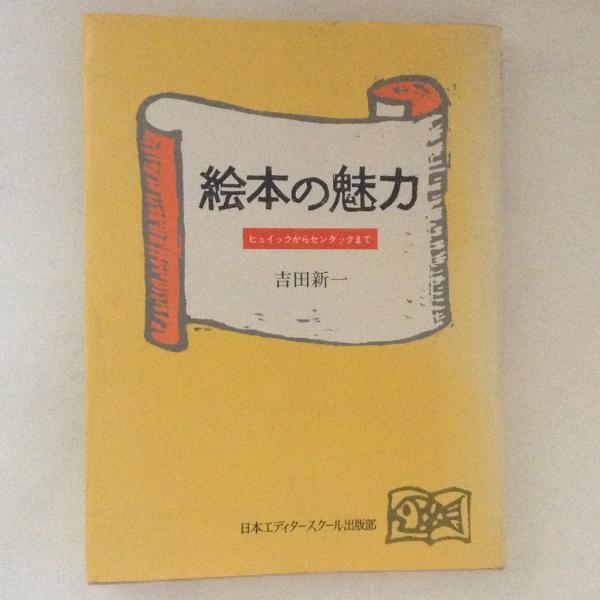 絵本の魅力
ヒュイックからセンダックまで
吉田新一
日本エディタースクール出版部